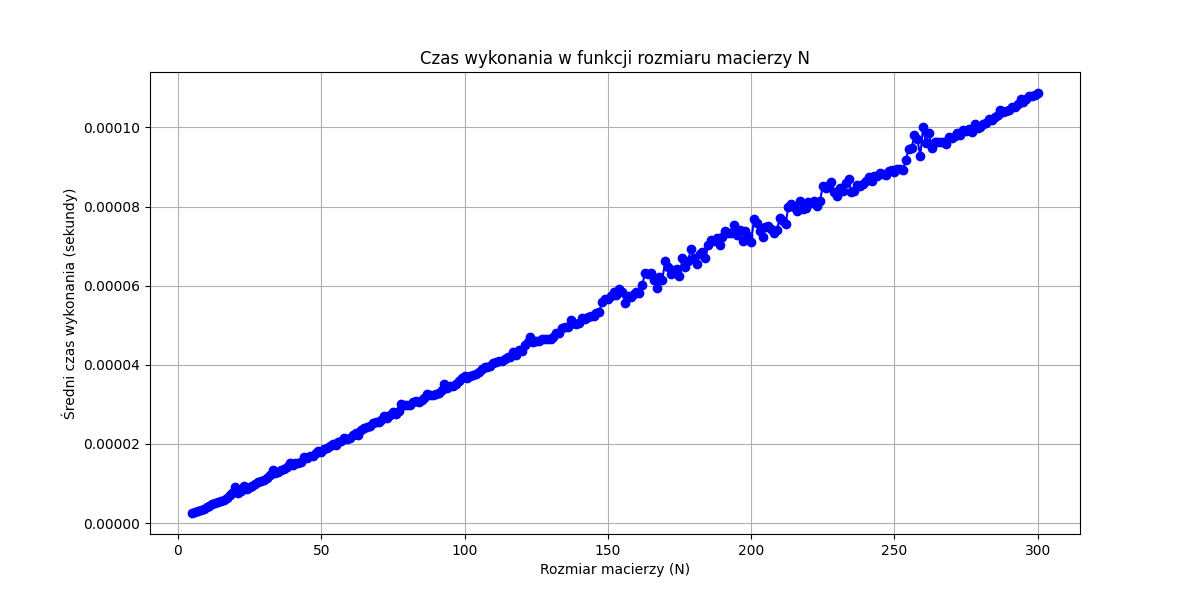 Czas wykonania w funkcji rozmiaru macierzy N
Średni czas wykonania (sekundy)
0.00010
0.00008
0.00006
0.00004
0.00002
0.00000
0 50 100 150 200 250 300
Rozmiar macierzy (N)